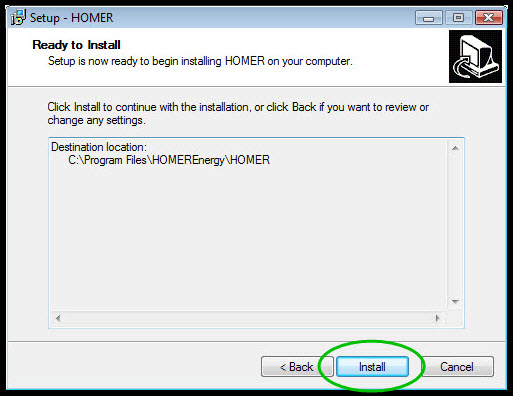 Setup - HOMER
Ready to Install
Setup is now ready to begin installing HOMER on your computer.
Click Install to continue with the installation, or click Back if you want to review or
change any settings.
Destination location:
C:\Program Files\HOMEREnergy\HOMER
< Back
Install
Cancel